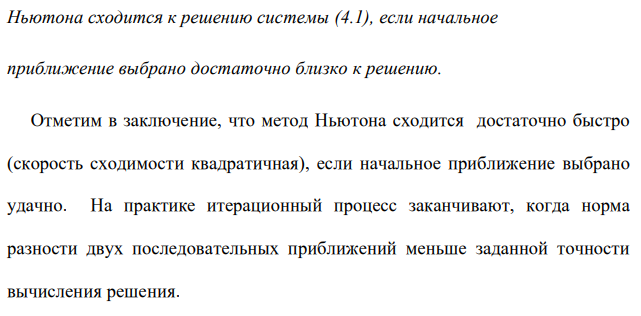 Ньютона сходится к решению системы (4.1), если начальное
приближение выбрано достаточно близко к решению.
Отметим в заключение, что метод Ньютона сходится достаточно быстро
(скорость сходимости квадратичная), если начальное приближение выбрано
удачно. На практике итерационный процесс заканчивают, когда норма
разности двух последовательных приближений меньше заданной точности
вычисления решения.